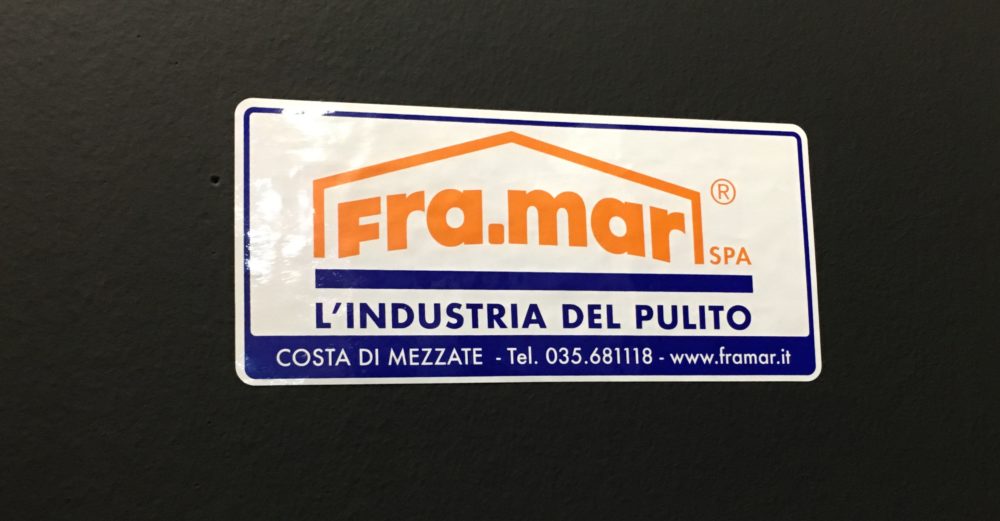 Fra.mar ®
SPA
L'INDUSTRIA DEL PULITO
COSTA DI MEZZATE - Tel. 035.681118 - www.framar.it